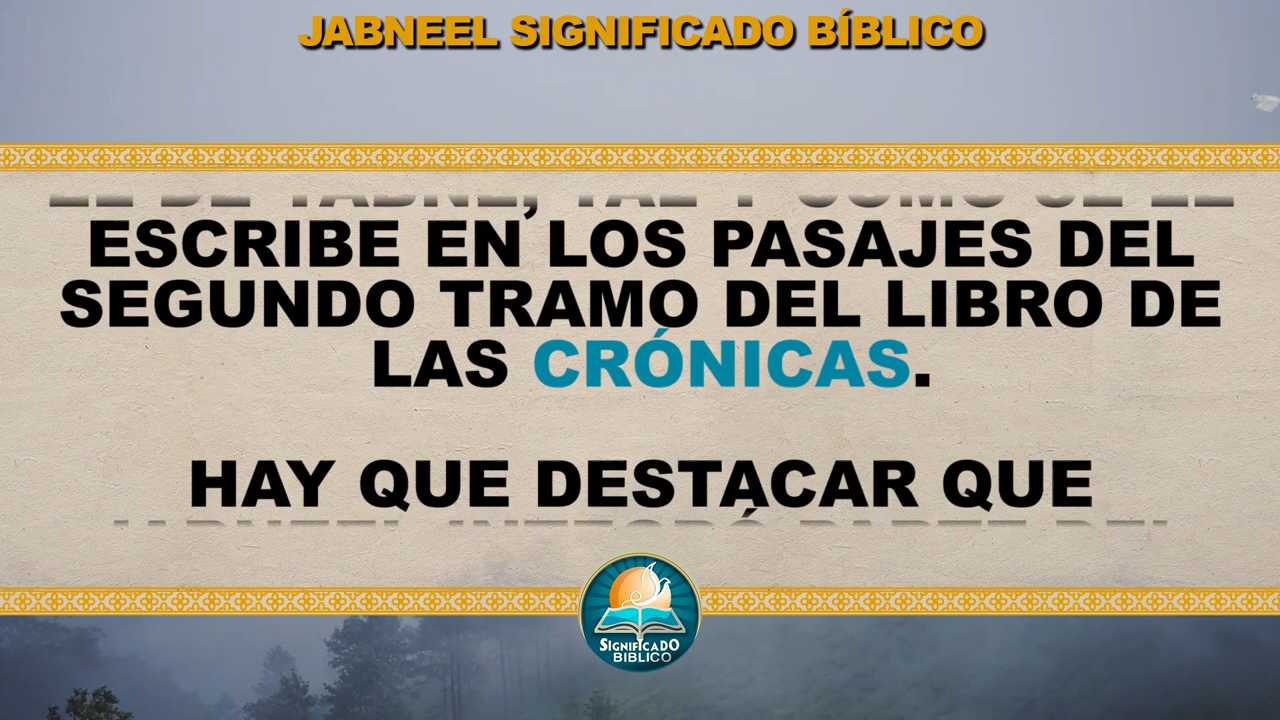 JABNEEL SIGNIFICADO BÍBLICO
ESCRIBE EN LOS PASAJES DEL
SEGUNDO TRAMO DEL LIBRO DE
LAS CRÓNICAS.
HAY QUE DESTACAR QUE
SIGNIFICADO
BIBLICO